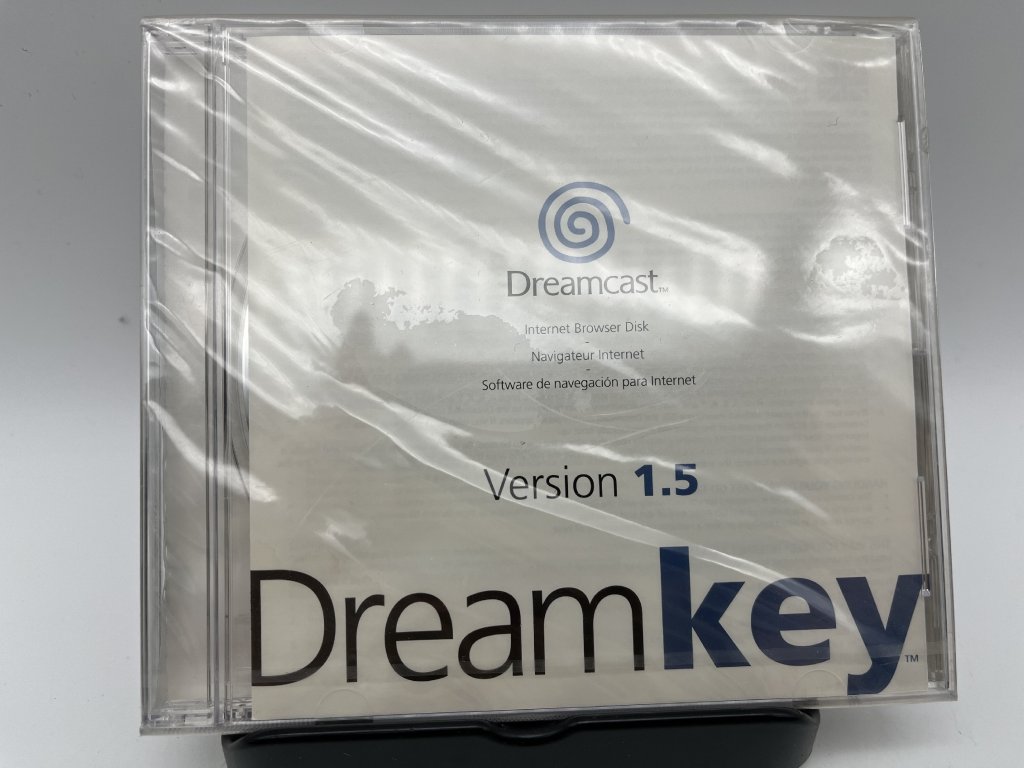 Dreamcast™
Internet Browser Disk
-
Navigateur Internet
-
Software de navegación para Internet
Version 1.5
Dreamkey™